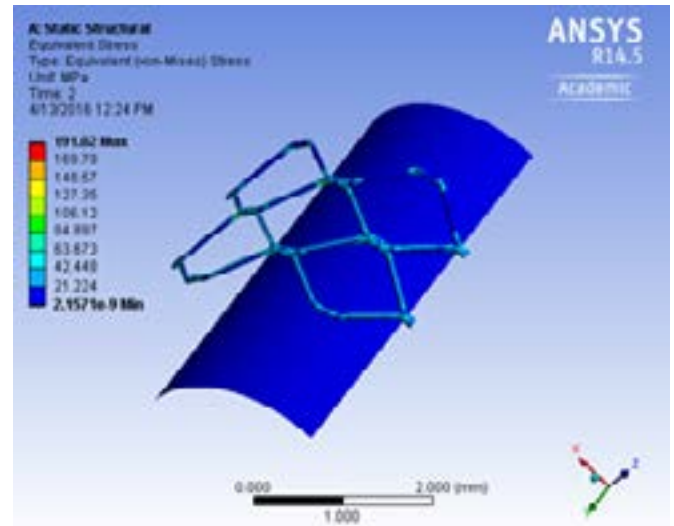 A: Static Structural
Equivalent Stress
Type: Equivalent (von-Mises) Stress
Unit: MPa
Time: 2
4/13/2016 12:24 PM
191.02 Max
169.79
148.57
127.35
106.12
84.897
63.673
42.449
21.224
2.1571e-9 Min
ANSYS
R14.5
Academic
0.000
2.000 (mm)
1.000
X
Z